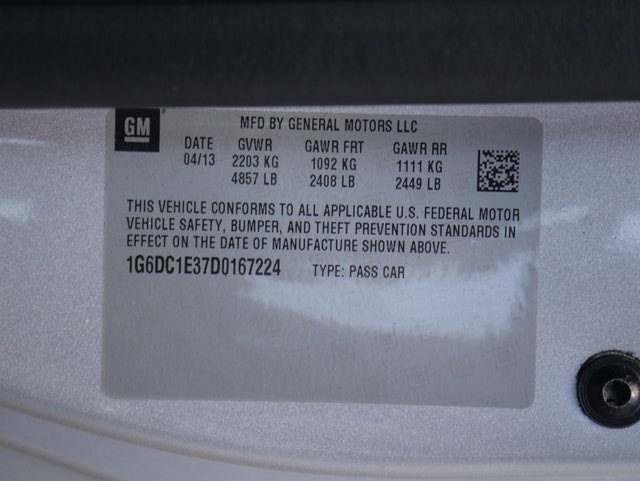 GM
MFD BY GENERAL MOTORS LLC
DATE GVWR GAWR FRT GAWR RR
04/13 2203 KG 1092 KG 1111 KG
4857 LB 2408 LB 2449 LB
THIS VEHICLE CONFORMS TO ALL APPLICABLE U.S. FEDERAL MOTOR
VEHICLE SAFETY, BUMPER, AND THEFT PREVENTION STANDARDS IN
EFFECT ON THE DATE OF MANUFACTURE SHOWN ABOVE.
1G6DC1E37D0167224 TYPE: PASS CAR